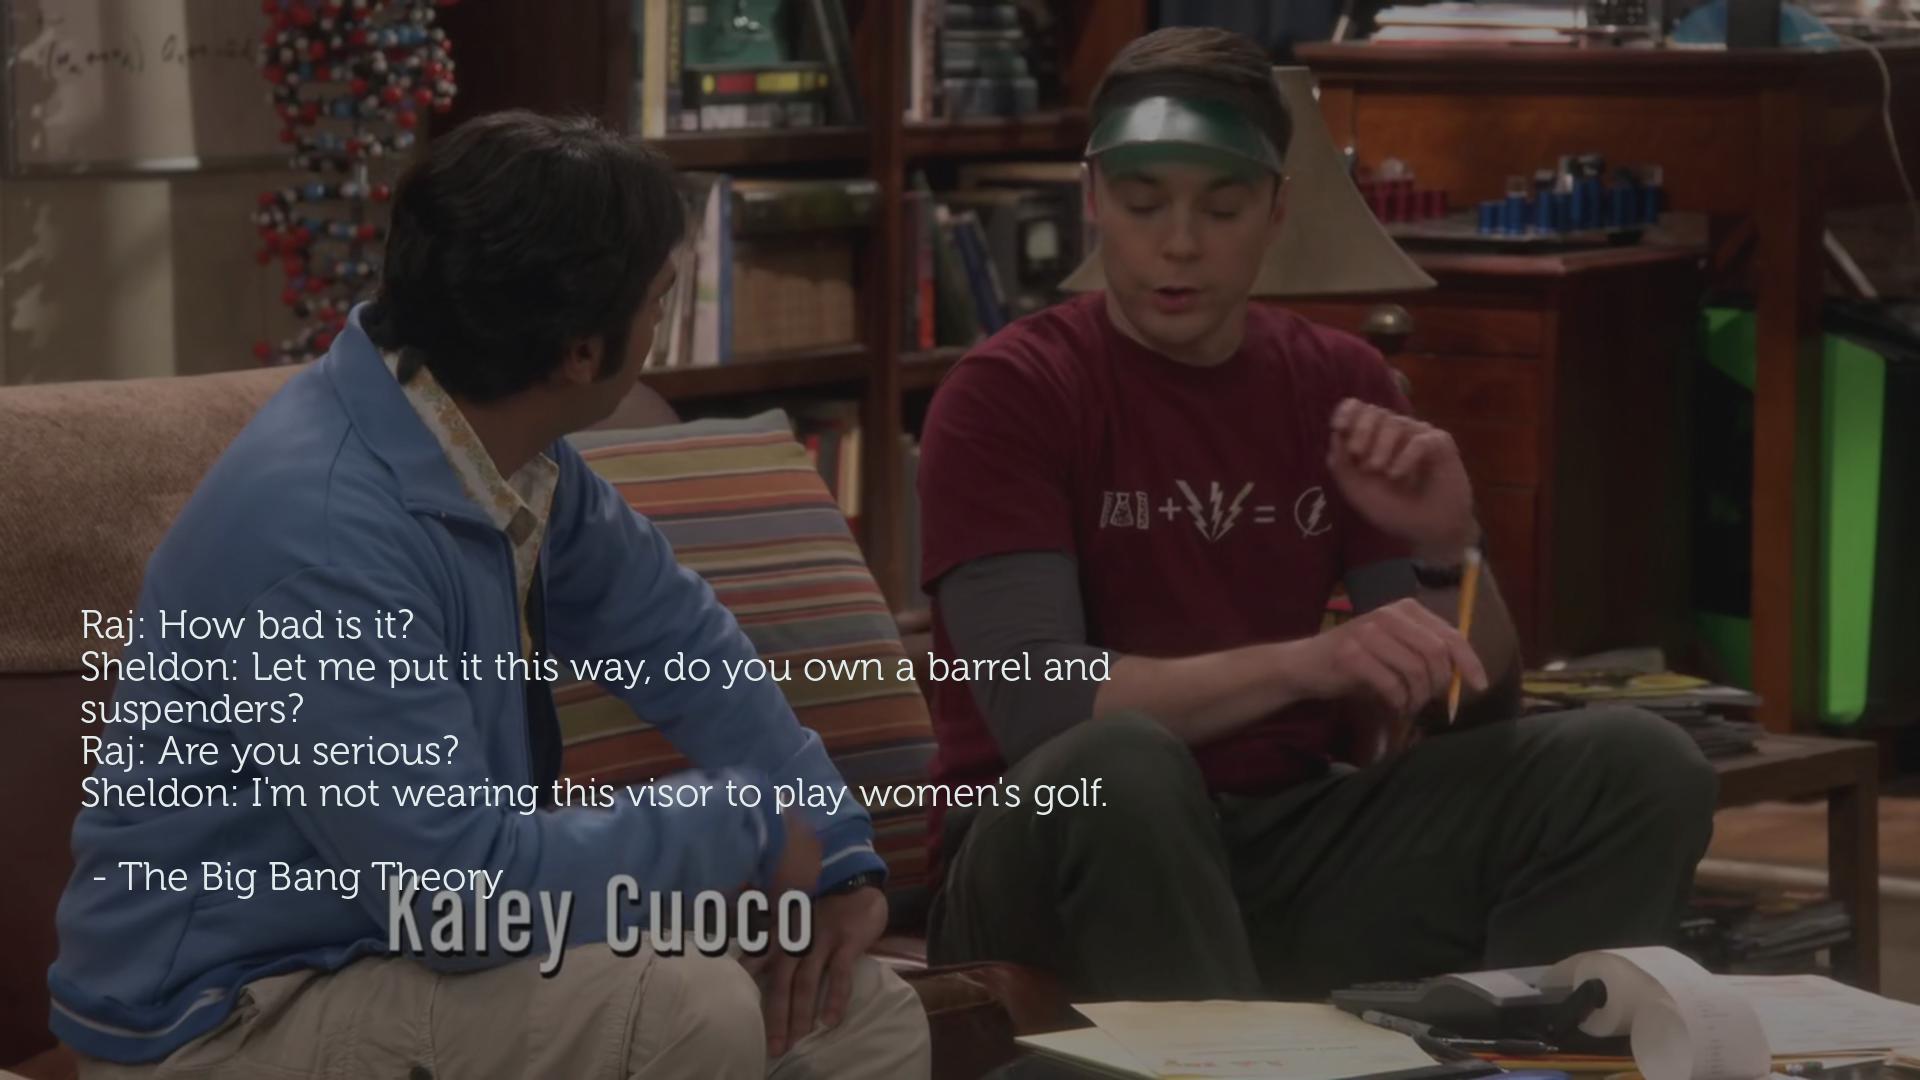 Raj: How bad is it?
Sheldon: Let me put it this way, do you own a barrel and
suspenders?
Raj: Are you serious?
Sheldon: I'm not wearing this visor to play women's golf.
- The Big Bang Theory
Kaley Cuoco